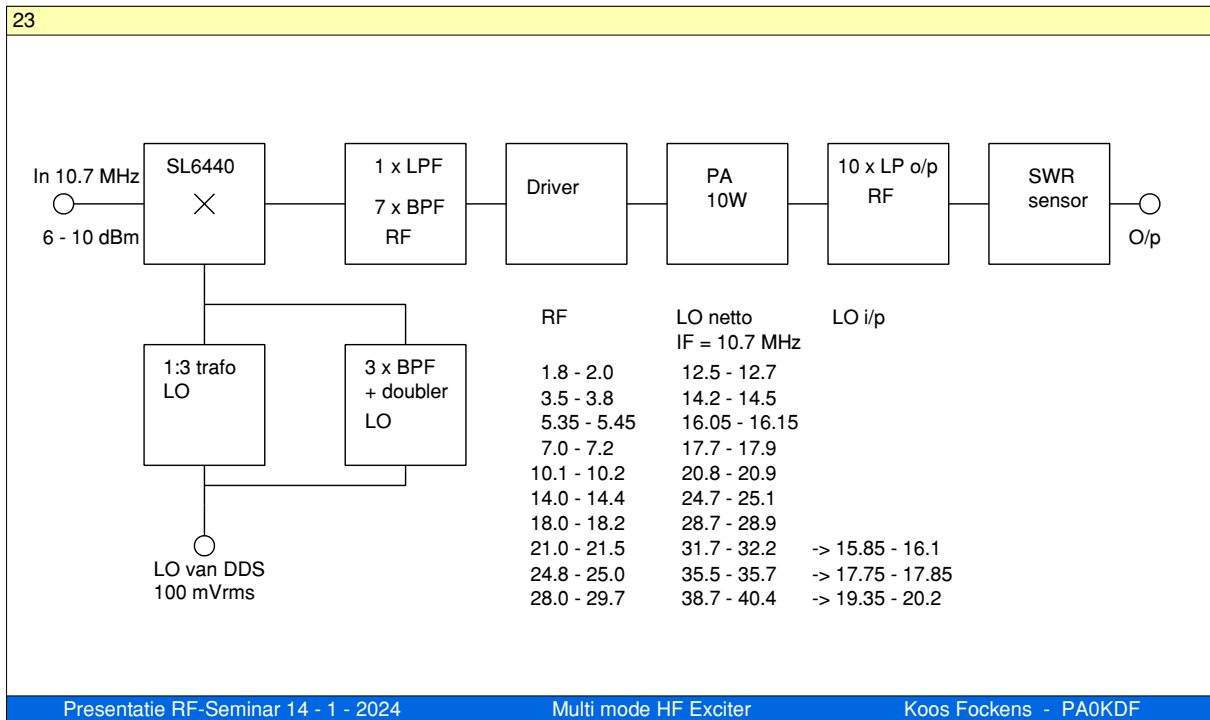 23
In 10.7 MHz
6 - 10 dBm
SL6440
1 x LPF
7 x BPF
RF
Driver
PA
10W
10 x LP o/p
RF
SWR
sensor
O/p
1:3 trafo
LO
3 x BPF
+ doubler
LO
LO van DDS
100 mVrms
RF LO netto LO i/p
IF = 10.7 MHz
1.8 - 2.0 12.5 - 12.7
3.5 - 3.8 14.2 - 14.5
5.35 - 5.45 16.05 - 16.15
7.0 - 7.2 17.7 - 17.9
10.1 - 10.2 20.8 - 20.9
14.0 - 14.4 24.7 - 25.1
18.0 - 18.2 28.7 - 28.9
21.0 - 21.5 31.7 - 32.2 -> 15.85 - 16.1
24.8 - 25.0 35.5 - 35.7 -> 17.75 - 17.85
28.0 - 29.7 38.7 - 40.4 -> 19.35 - 20.2
Presentatie RF-Seminar 14 - 1 - 2024 Multi mode HF Exciter Koos Fockens - PA0KDF